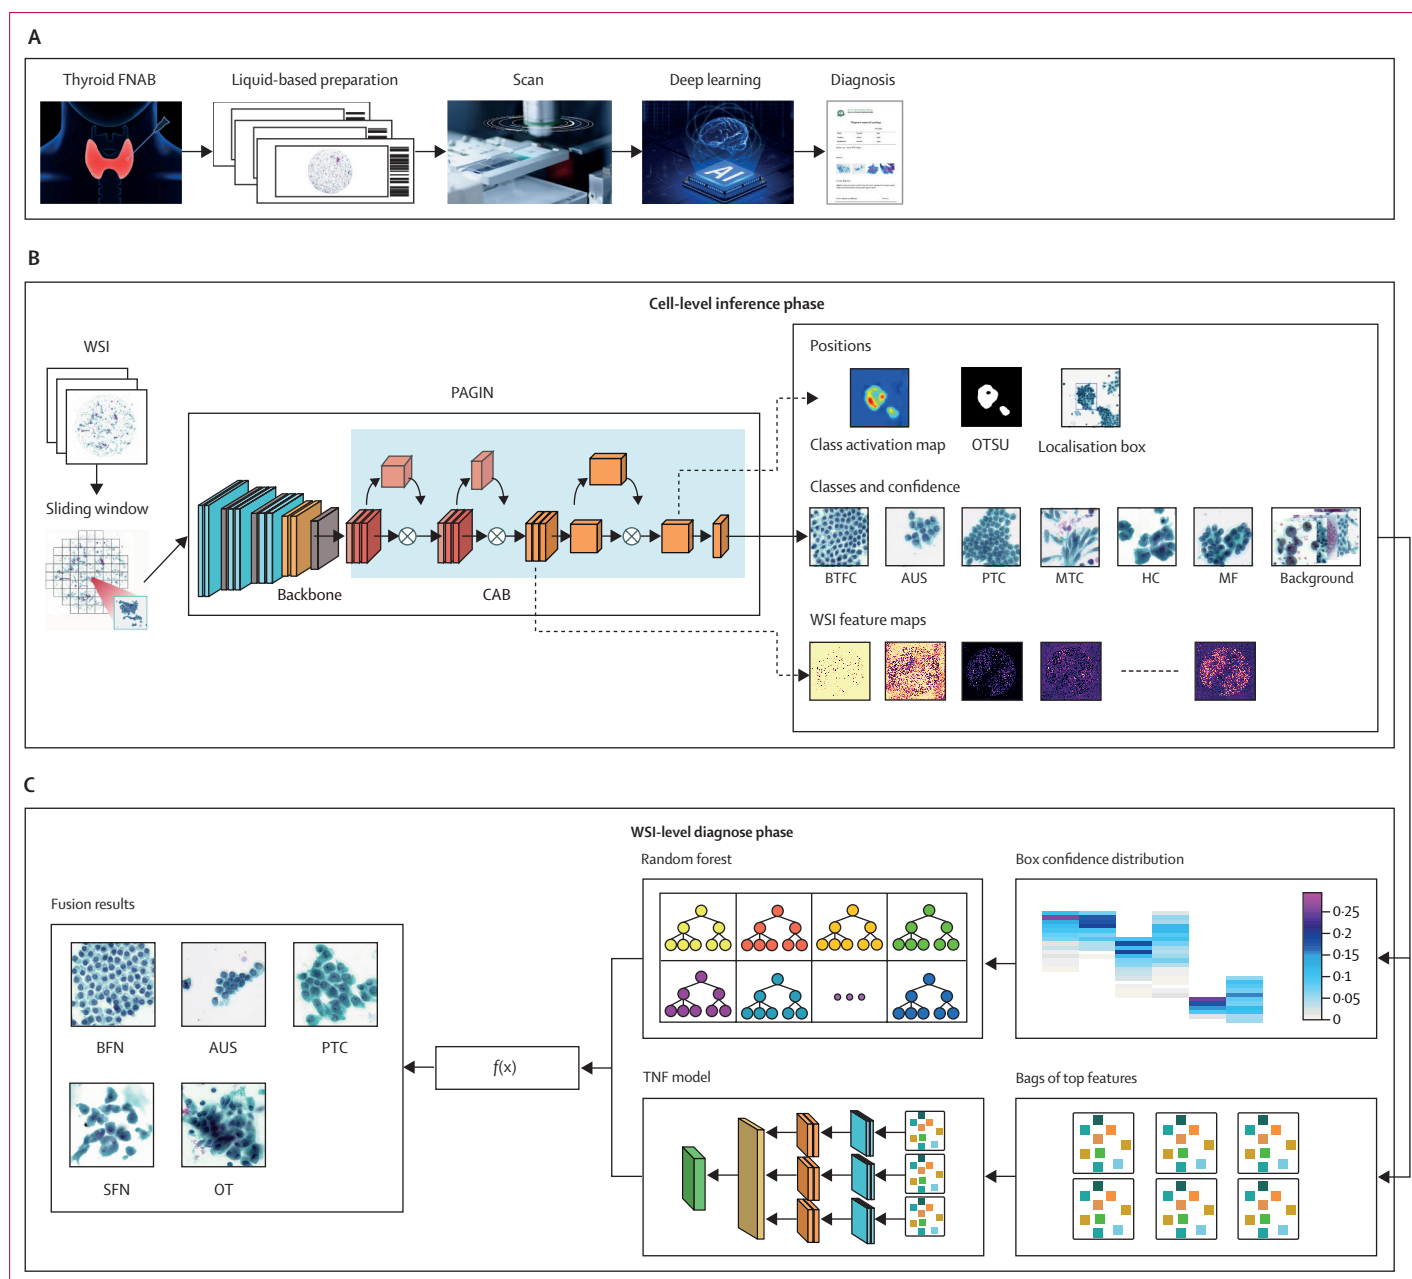 A
Thyroid FNAB
Liquid-based preparation
Scan
Deep learning
Diagnosis
AI
B
Cell-level inference phase
WSI
Sliding window
PAGIN
Backbone
CAB
Positions
Class activation map
OTSU
Localisation box
Classes and confidence
BTFC
AUS
PTC
MTC
HC
MF
Background
WSI feature maps
C
WSI-level diagnose phase
Fusion results
BFN
AUS
PTC
SFN
OT
f(x)
Random forest
TNF model
Box confidence distribution
0·25
0·2
0·15
0·1
0·05
0
Bags of top features